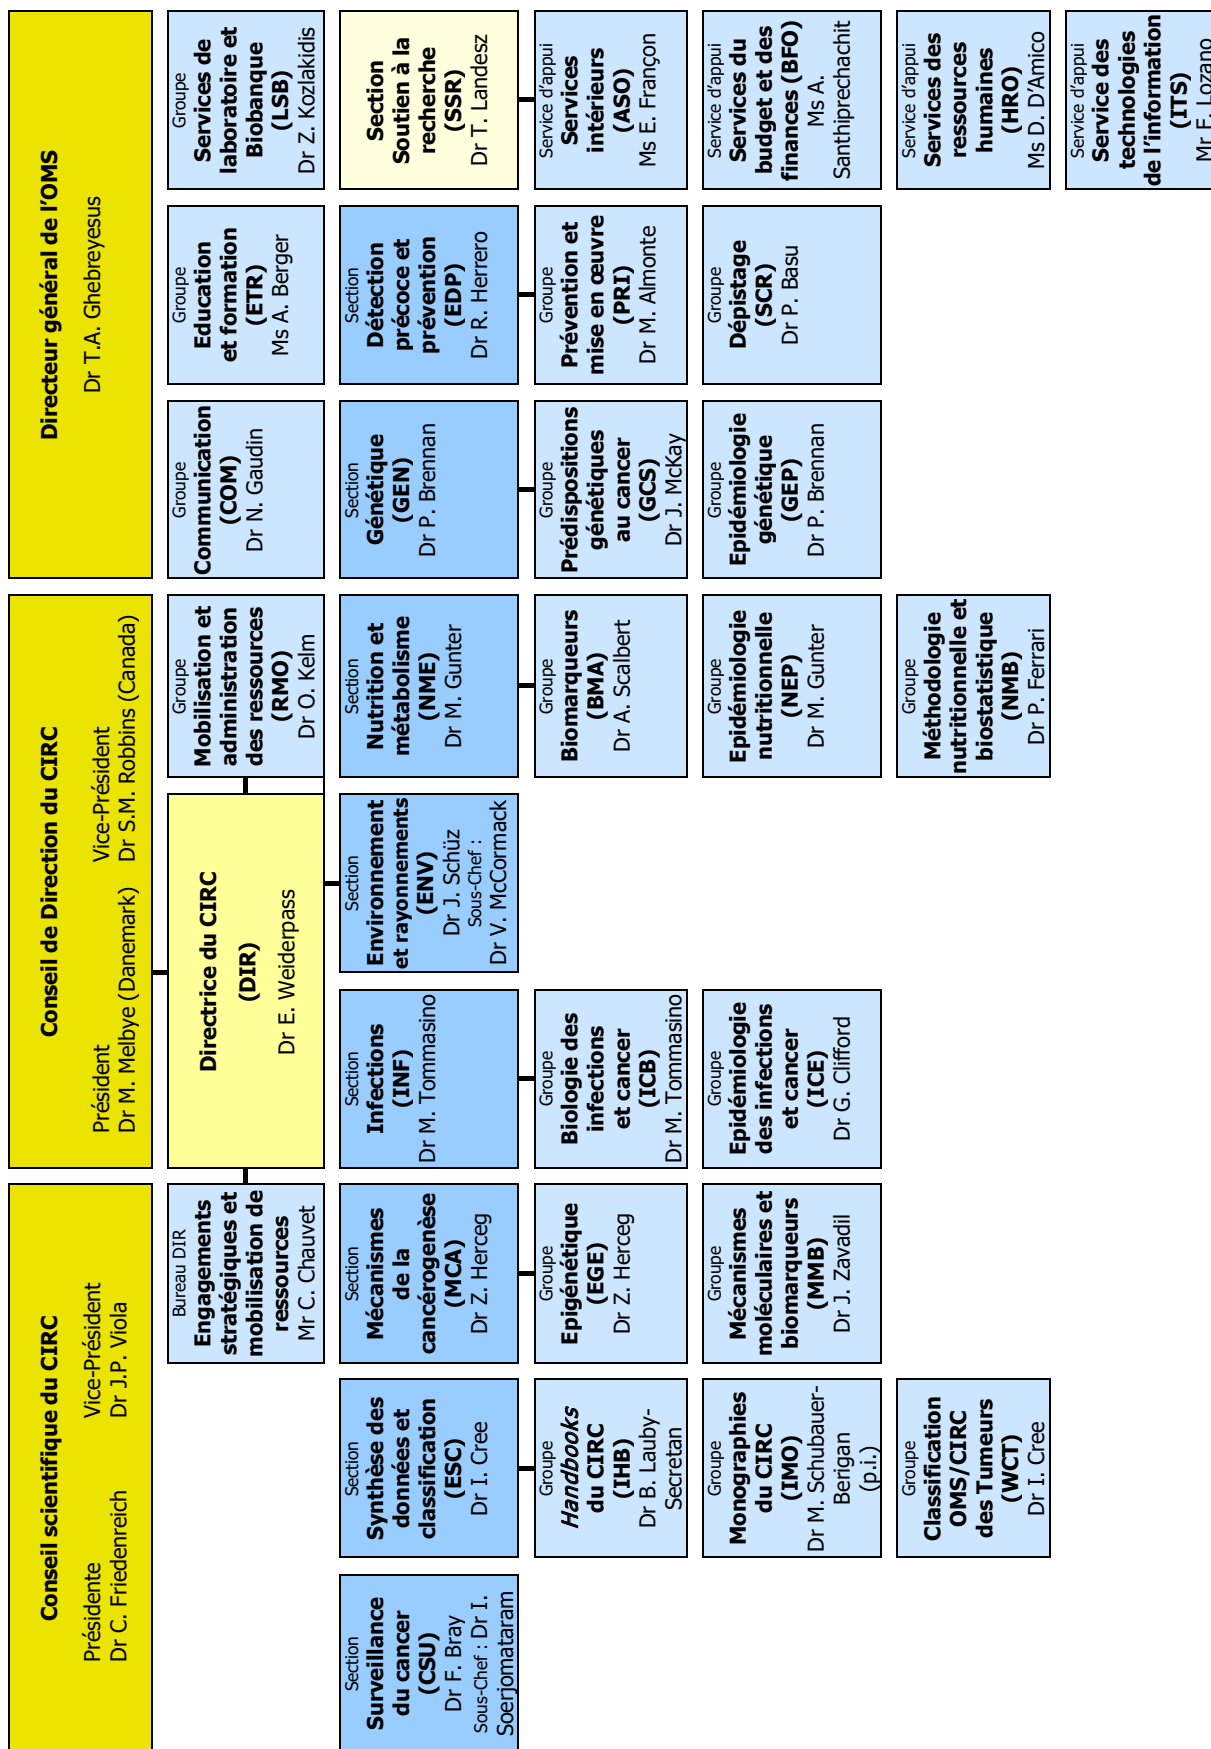 Conseil scientifique du CIRC
Présidente
Dr C. Friedenreich
Vice-Président
Dr J.P. Viola
Conseil de Direction du CIRC
Président
Dr M. Melbye (Danemark)
Vice-Président
Dr S.M. Robbins (Canada)
Directeur général de l’OMS
Dr T.A. Ghebreyesus
Bureau DIR
Engagements
stratégiques et
mobilisation de
ressources
Mr C. Chauvet
Directrice du CIRC
(DIR)
Dr E. Weiderpass
Groupe
Mobilisation et
administration
des ressources
(RMO)
Dr O. Kelm
Groupe
Communication
(COM)
Dr N. Gaudin
Groupe
Education
et formation
(ETR)
Ms A. Berger
Groupe
Services de
laboratoire et
Biobanque
(LSB)
Dr Z. Kozlakidis
Section
Surveillance
du cancer
(CSU)
Dr F. Bray
Sous-Chef : Dr I.
Soerjomataram
Section
Synthèse des
données et
classification
(ESC)
Dr I. Cree
Section
Mécanismes
de la
cancérogenèse
(MCA)
Dr Z. Herceg
Section
Infections
(INF)
Dr M. Tommasino
Section
Environnement
et rayonnements
(ENV)
Dr J. Schüz
Sous-Chef :
Dr V. McCormack
Section
Nutrition et
métabolisme
(NME)
Dr M. Gunter
Section
Génétique
(GEN)
Dr P. Brennan
Section
Détection
précoce et
prévention
(EDP)
Dr R. Herrero
Section
Soutien à la
recherche
(SSR)
Dr T. Landesz
Groupe
Handbooks
du CIRC
(IHB)
Dr B. Lauby-
Secretan
Groupe
Epigénétique
(EGE)
Dr Z. Herceg
Groupe
Biologie des
infections
et cancer
(ICB)
Dr M. Tommasino
Groupe
Biomarqueurs
(BMA)
Dr A. Scalbert
Groupe
Prédispositions
génétiques
au cancer
(GCS)
Dr J. McKay
Groupe
Prévention et
mise en œuvre
(PRI)
Dr M. Almonte
Service d’appui
Services
intérieurs
(ASO)
Ms E. Françon
Groupe
Monographies
du CIRC
(IMO)
Dr M. Schubauer-
Berigan
(p.i.)
Groupe
Mécanismes
moléculaires et
biomarqueurs
(MMB)
Dr J. Zavadil
Groupe
Epidémiologie
des infections
et cancer
(ICE)
Dr G. Clifford
Groupe
Epidémiologie
nutritionnelle
(NEP)
Dr M. Gunter
Groupe
Epidémiologie
génétique
(GEP)
Dr P. Brennan
Groupe
Dépistage
(SCR)
Dr P. Basu
Service d’appui
Services du
budget et des
finances (BFO)
Ms A.
Santhiprechachit
Groupe
Classification
OMS/CIRC
des Tumeurs
(WCT)
Dr I. Cree
Groupe
Méthodologie
nutritionnelle et
biostatistique
(NMB)
Dr P. Ferrari
Service d’appui
Services des
ressources
humaines
(HRO)
Ms D. D’Amico
Service d’appui
Service des
technologies
de l’information
(ITS)
Mr F. Lozano